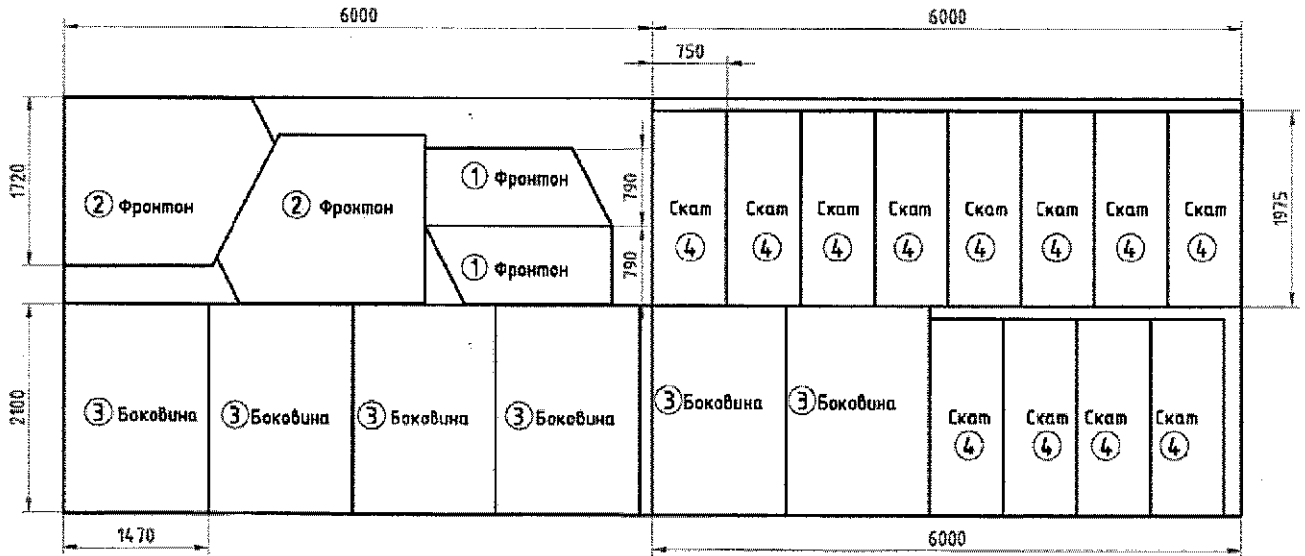 6000
6000
750
1720
790
790
1975
① Фронтон
② Фронтон
② Фронтон
① Фронтон
Скат
④
Скат
④
Скат
④
Скат
④
Скат
④
Скат
④
Скат
④
Скат
④
2100
③ Боковина
③ Боковина
③ Боковина
③ Боковина
③ Боковина
③ Боковина
Скат
④
Скат
④
Скат
④
Скат
④
1470
6000